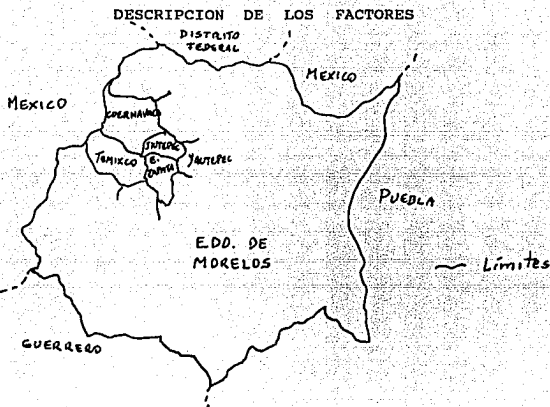 DESCRIPCION DE LOS FACTORES
DISTRITO
FEDERAL
MEXICO
MEXICO
CUERNAVACA
JIUTEPEC
TEMIXCO
E.
ZAPATA
YAUTEPEC
PUEBLA
EDO. DE
MORELOS
Límites
GUERRERO